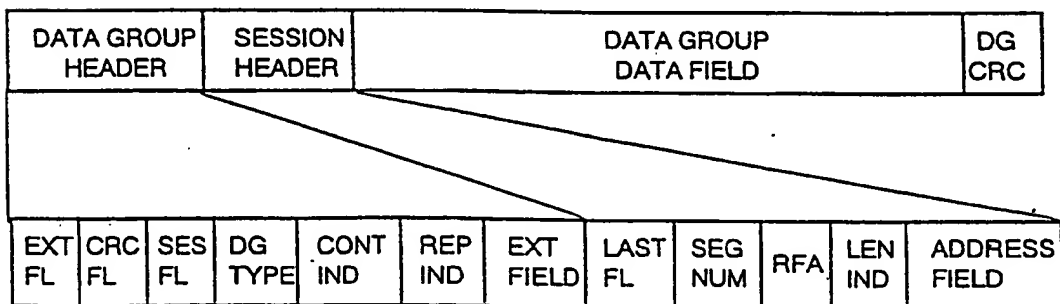 DATA GROUP HEADER
SESSION HEADER
DATA GROUP DATA FIELD
DG CRC
EXT FL
CRC FL
SES FL
DG TYPE
CONT IND
REP IND
EXT FIELD
LAST FL
SEG NUM
RFA
LEN IND
ADDRESS FIELD